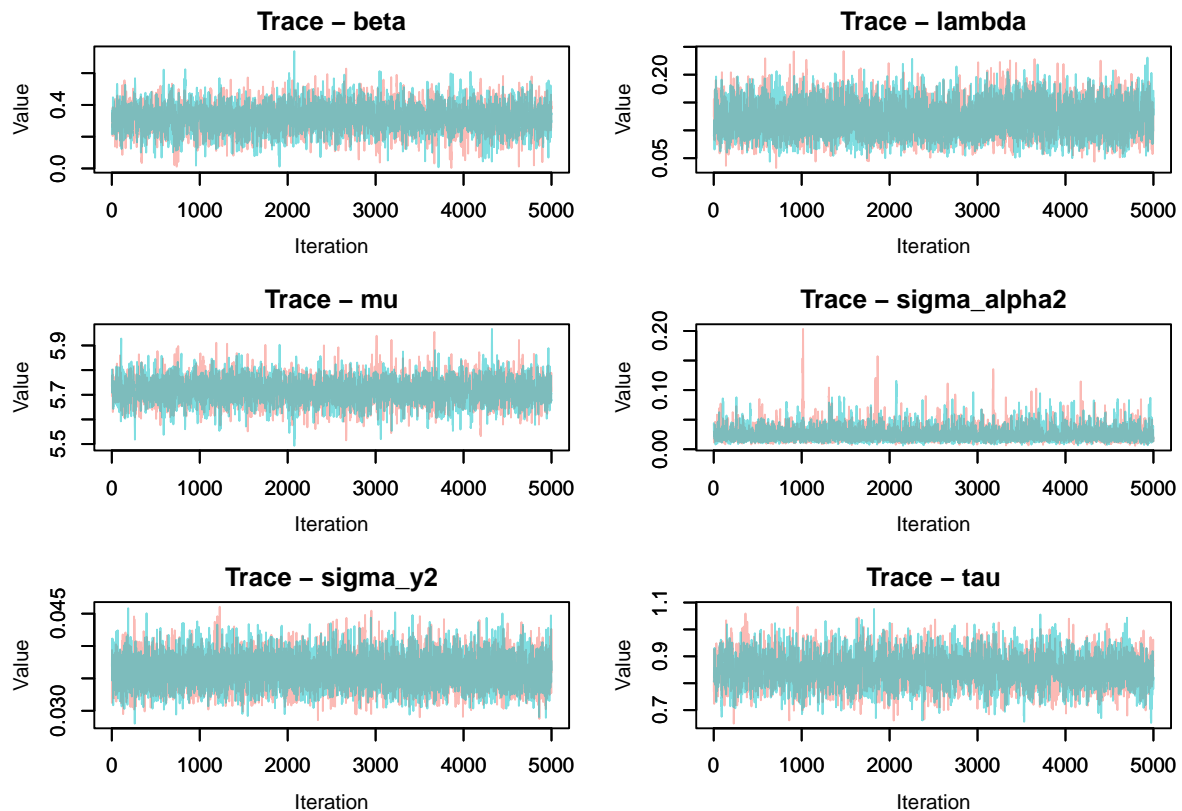 Trace − beta
Value
0.0 0.4
0 1000 2000 3000 4000 5000
Iteration
Trace − lambda
Value
0.05 0.20
0 1000 2000 3000 4000 5000
Iteration
Trace − mu
Value
5.5 5.7 5.9
0 1000 2000 3000 4000 5000
Iteration
Trace − sigma_alpha2
Value
0.00 0.10 0.20
0 1000 2000 3000 4000 5000
Iteration
Trace − sigma_y2
Value
0.030 0.045
0 1000 2000 3000 4000 5000
Iteration
Trace − tau
Value
0.7 0.9 1.1
0 1000 2000 3000 4000 5000
Iteration